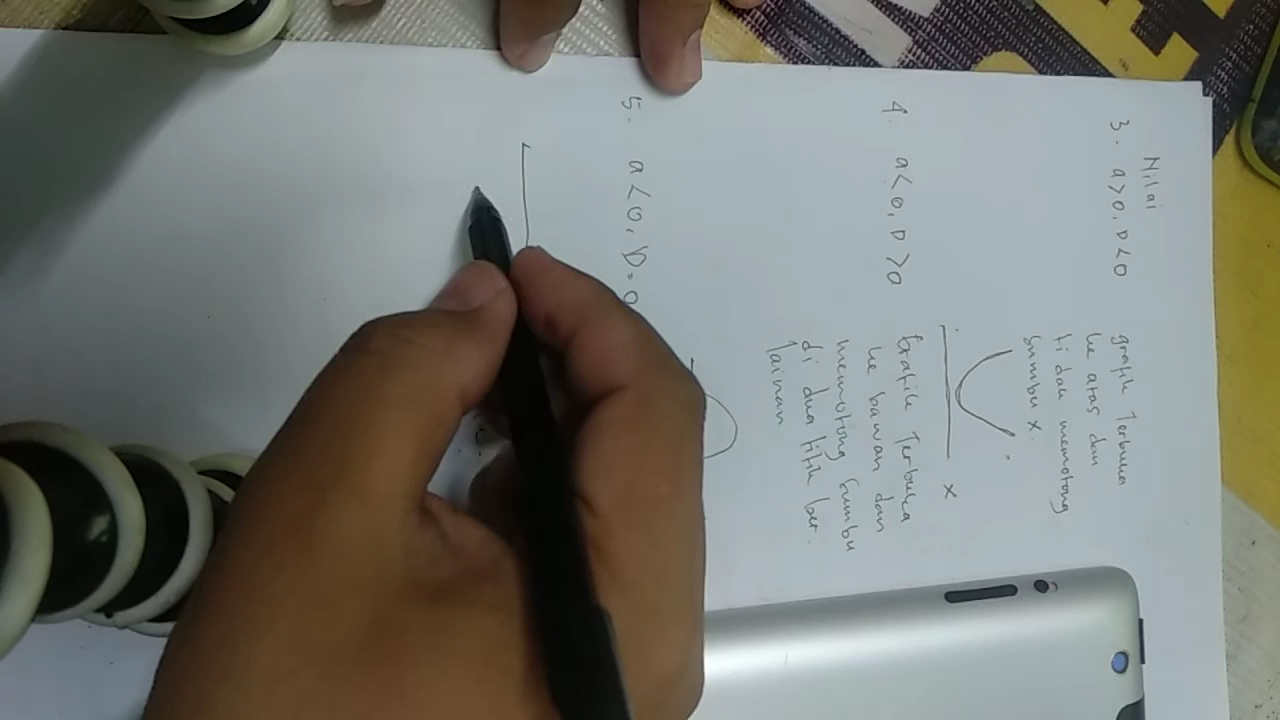 Nilai
3. a>0, D<0
grafik Terbuka
ke atas dan
tidak memotong
sumbu x.
x
4. a<0, D>0
Grafik Terbuka
ke bawah dan
memotong sumbu
di dua titik ber.
lainan
5. a<0, D=0